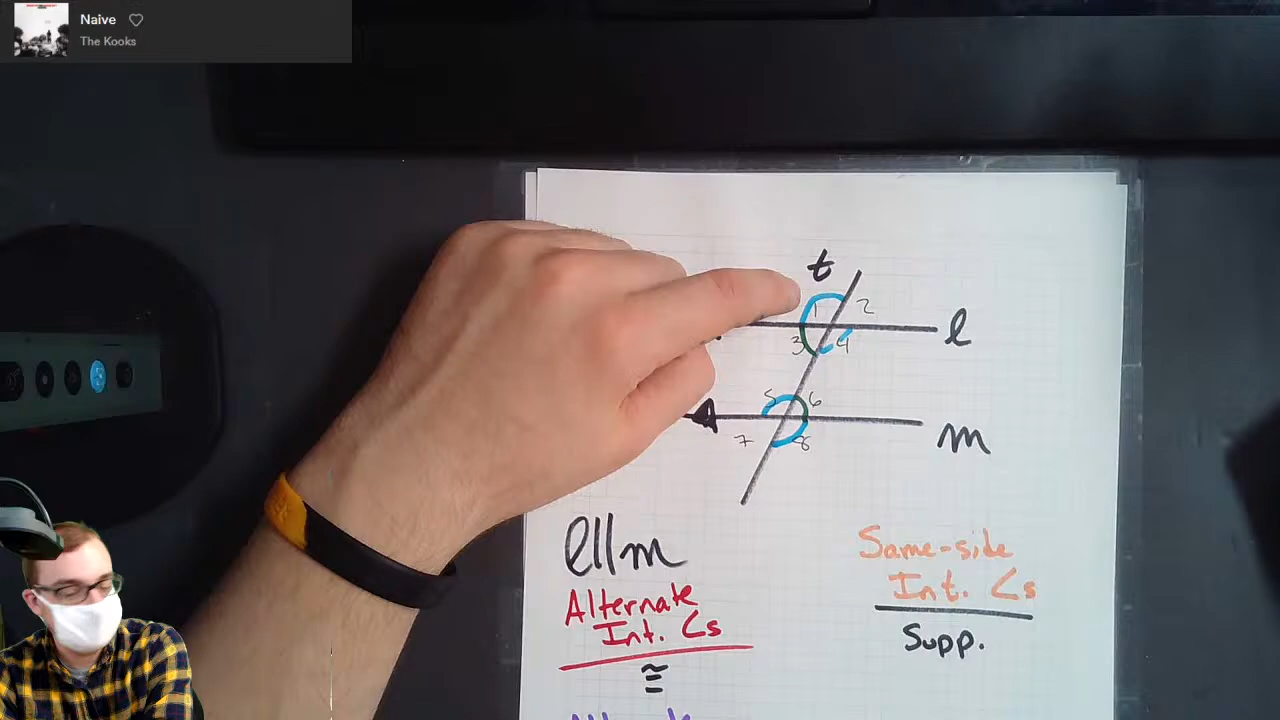 Naive
The Kooks
t
1 2
l
3 4
5 6
m
7 8
l||m
Same-side
Int. ∠s
Alternate
Int. ∠s
Supp.
≅